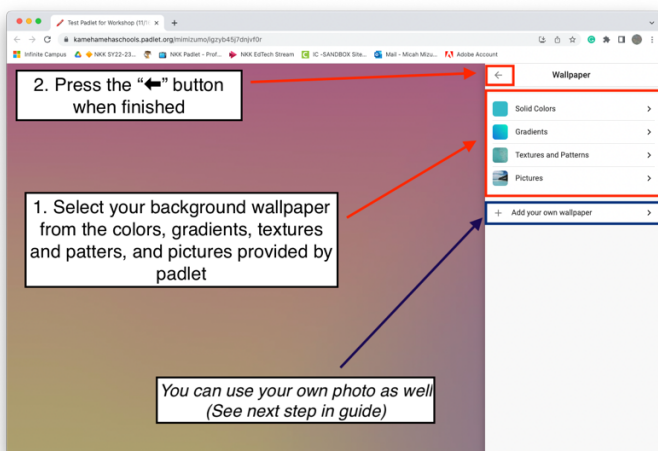 Test Padlet for Workshop (11/1
kamehamehaschools.padlet.org/mimizumo/lgzyb45j7dnjvf0r
Infinite Campus
NKK SY22-23...
NKK Padlet - Prof...
NKK EdTech Stream
IC -SANDBOX Site...
Mail - Micah Mizu...
Adobe Account
2. Press the “⬅” button
when finished
Wallpaper
Solid Colors
Gradients
Textures and Patterns
Pictures
Add your own wallpaper
1. Select your background wallpaper
from the colors, gradients, textures
and patters, and pictures provided by
padlet
You can use your own photo as well
(See next step in guide)